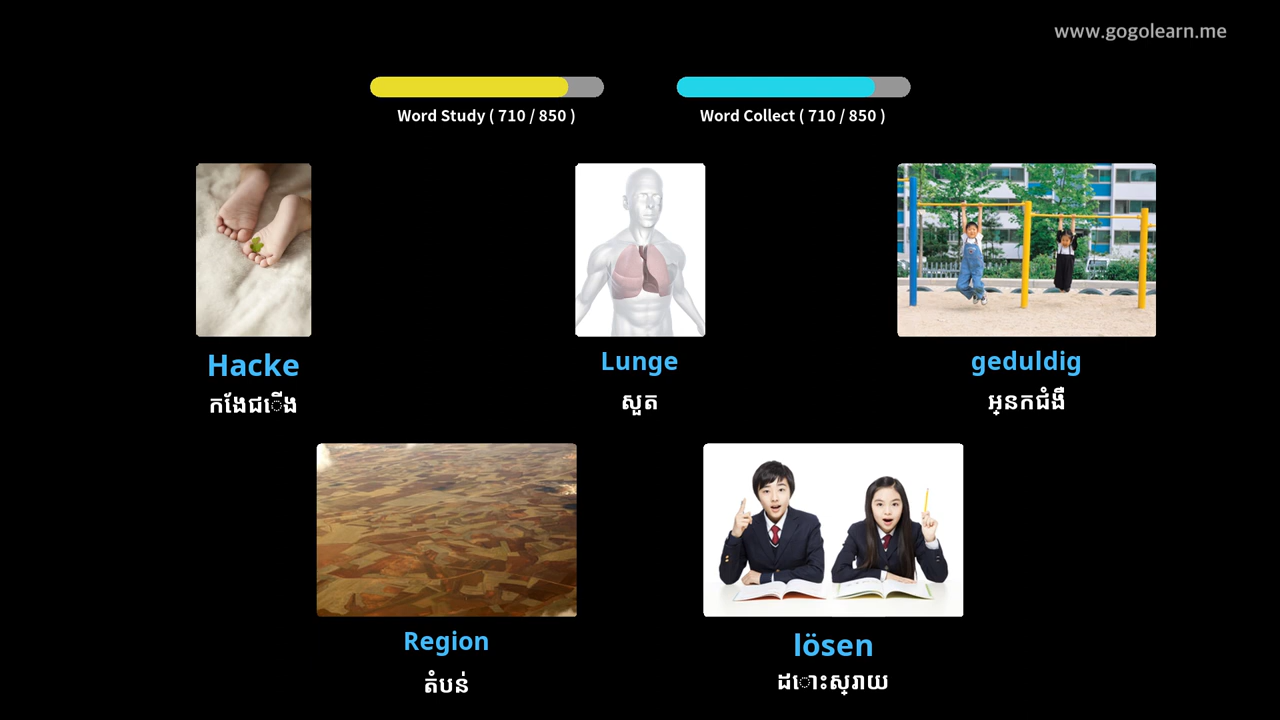 www.gogolearn.me
Word Study ( 710 / 850 )
Word Collect ( 710 / 850 )
Hacke
កែងជើង
Lunge
សួត
geduldig
អ្នកជំងឺ
Region
តំបន់
lösen
ដោះស្រាយ